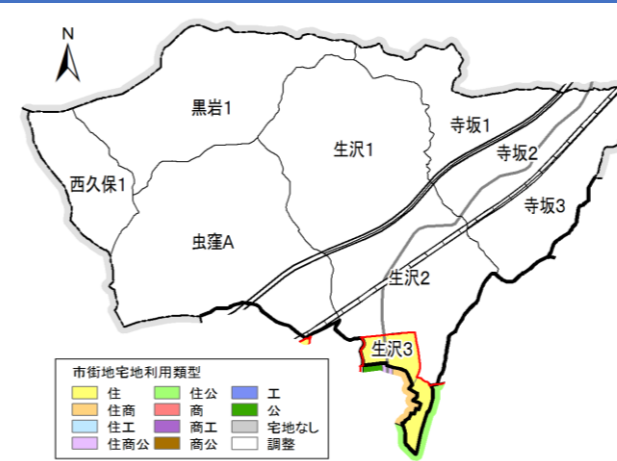 N
黒岩1
寺坂1
生沢1
寺坂2
西久保1
寺坂3
虫窪A
生沢2
生沢3
市街地宅地利用類型
住 住公 工
住商 商 公
住工 商工 宅地なし
住商公 商公 調整